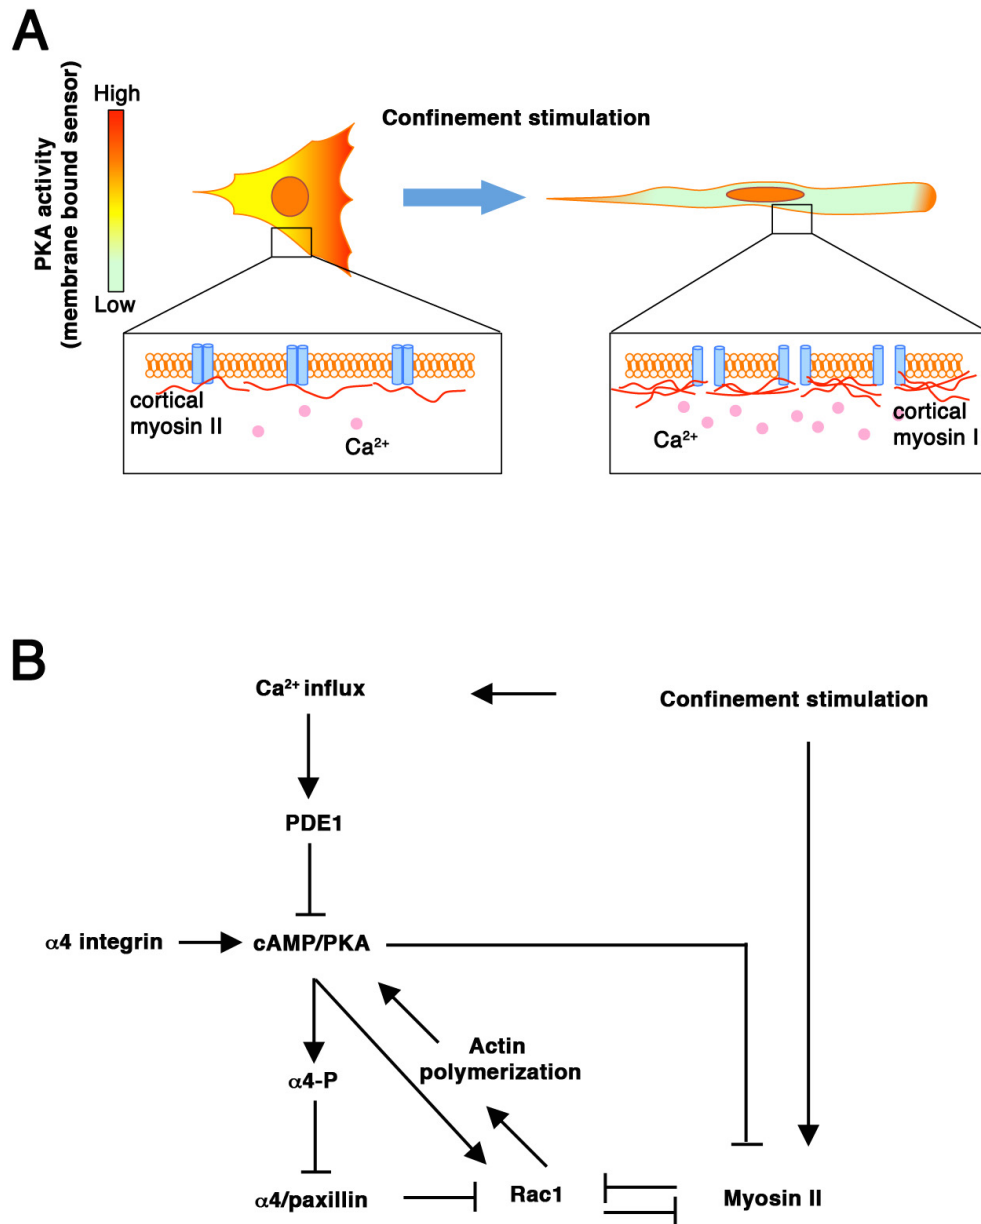 A
High
Confinement stimulation
PKA activity
(membrane bound sensor)
Low
cortical
myosin II
Ca²⁺
Ca²⁺
cortical
myosin I
B
Ca²⁺ influx
Confinement stimulation
PDE1
α4 integrin
cAMP/PKA
Actin
polymerization
α4-P
α4/paxillin
Rac1
Myosin II